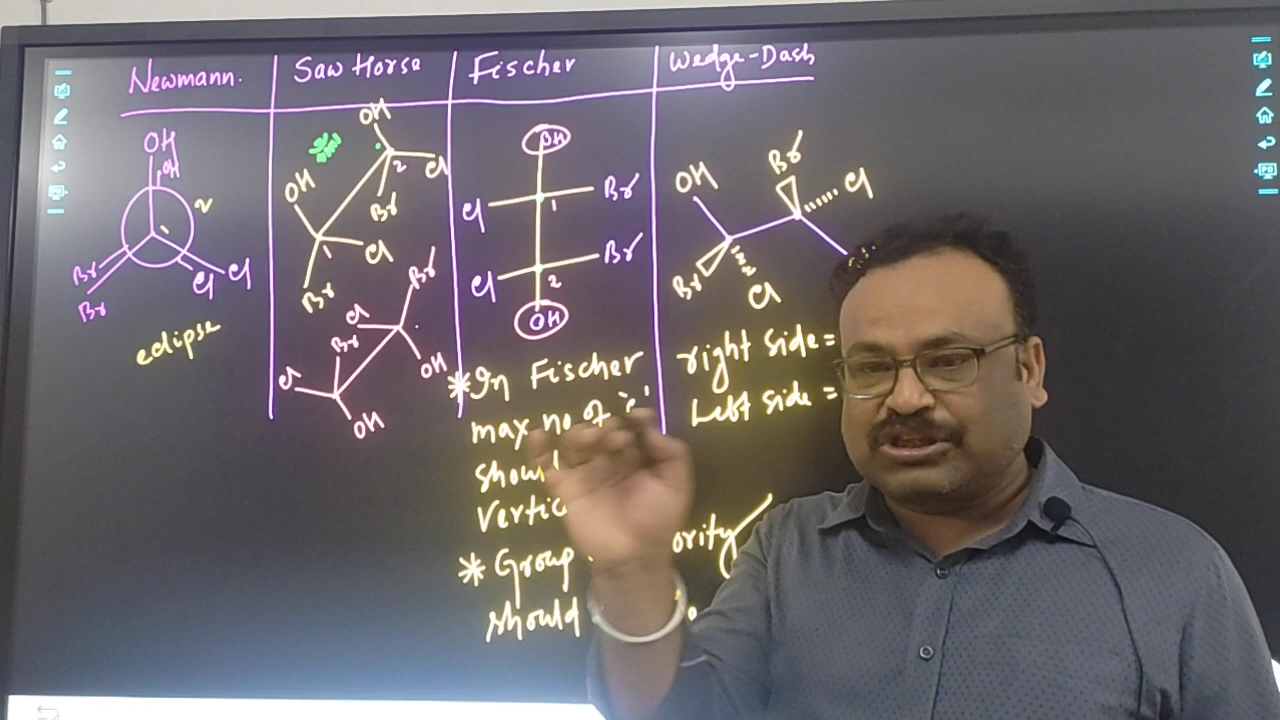 Newmann.
Saw Horse
Fischer
Wedge-Dash
OH
OH
2
1
Br
Br
Cl
Cl
eclipse
OH
2
Cl
Br
OH
1
Cl
Br
Br
Cl
OH
Br
Cl
OH
OH
Br
Cl
1
Br
Cl
2
OH
OH
Br
Cl
Br
Cl
right side =
Left side =
*In Fischer
max no of 'c'
should
*Group
should